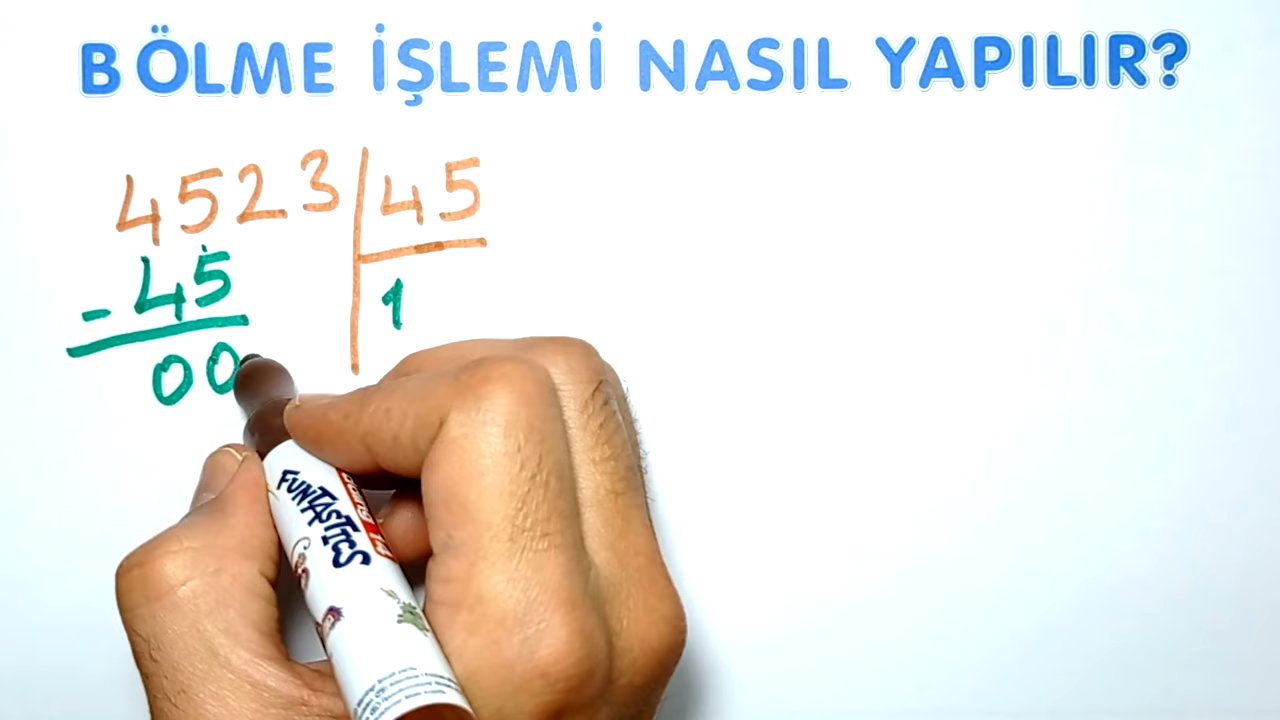 BÖLME İŞLEMİ NASIL YAPILIR?
4523 45
- 45 1
00
FUNTASTICS